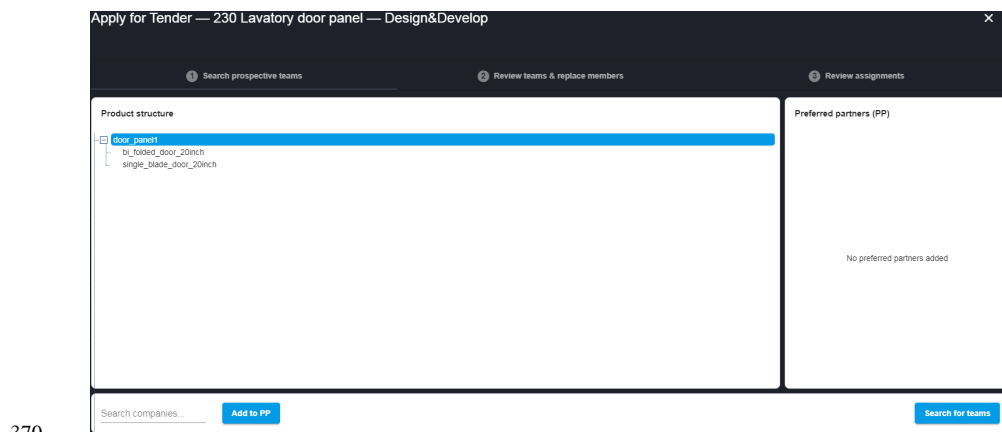 Apply for Tender — 230 Lavatory door panel — Design&Develop
1 Search prospective teams
2 Review teams & replace members
3 Review assignments
Product structure
door_panel1
bi_folded_door_20inch
single_blade_door_20inch
Preferred partners (PP)
No preferred partners added
Search companies...
Add to PP
Search for teams